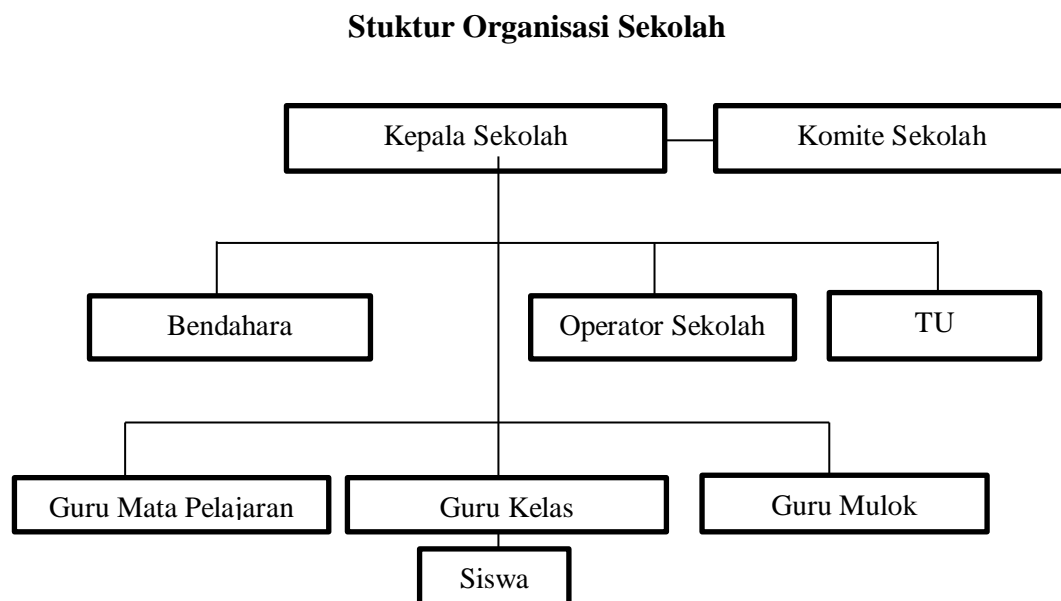 Stuktur Organisasi Sekolah
Kepala Sekolah
Komite Sekolah
Bendahara
Operator Sekolah
TU
Guru Mata Pelajaran
Guru Kelas
Guru Mulok
Siswa